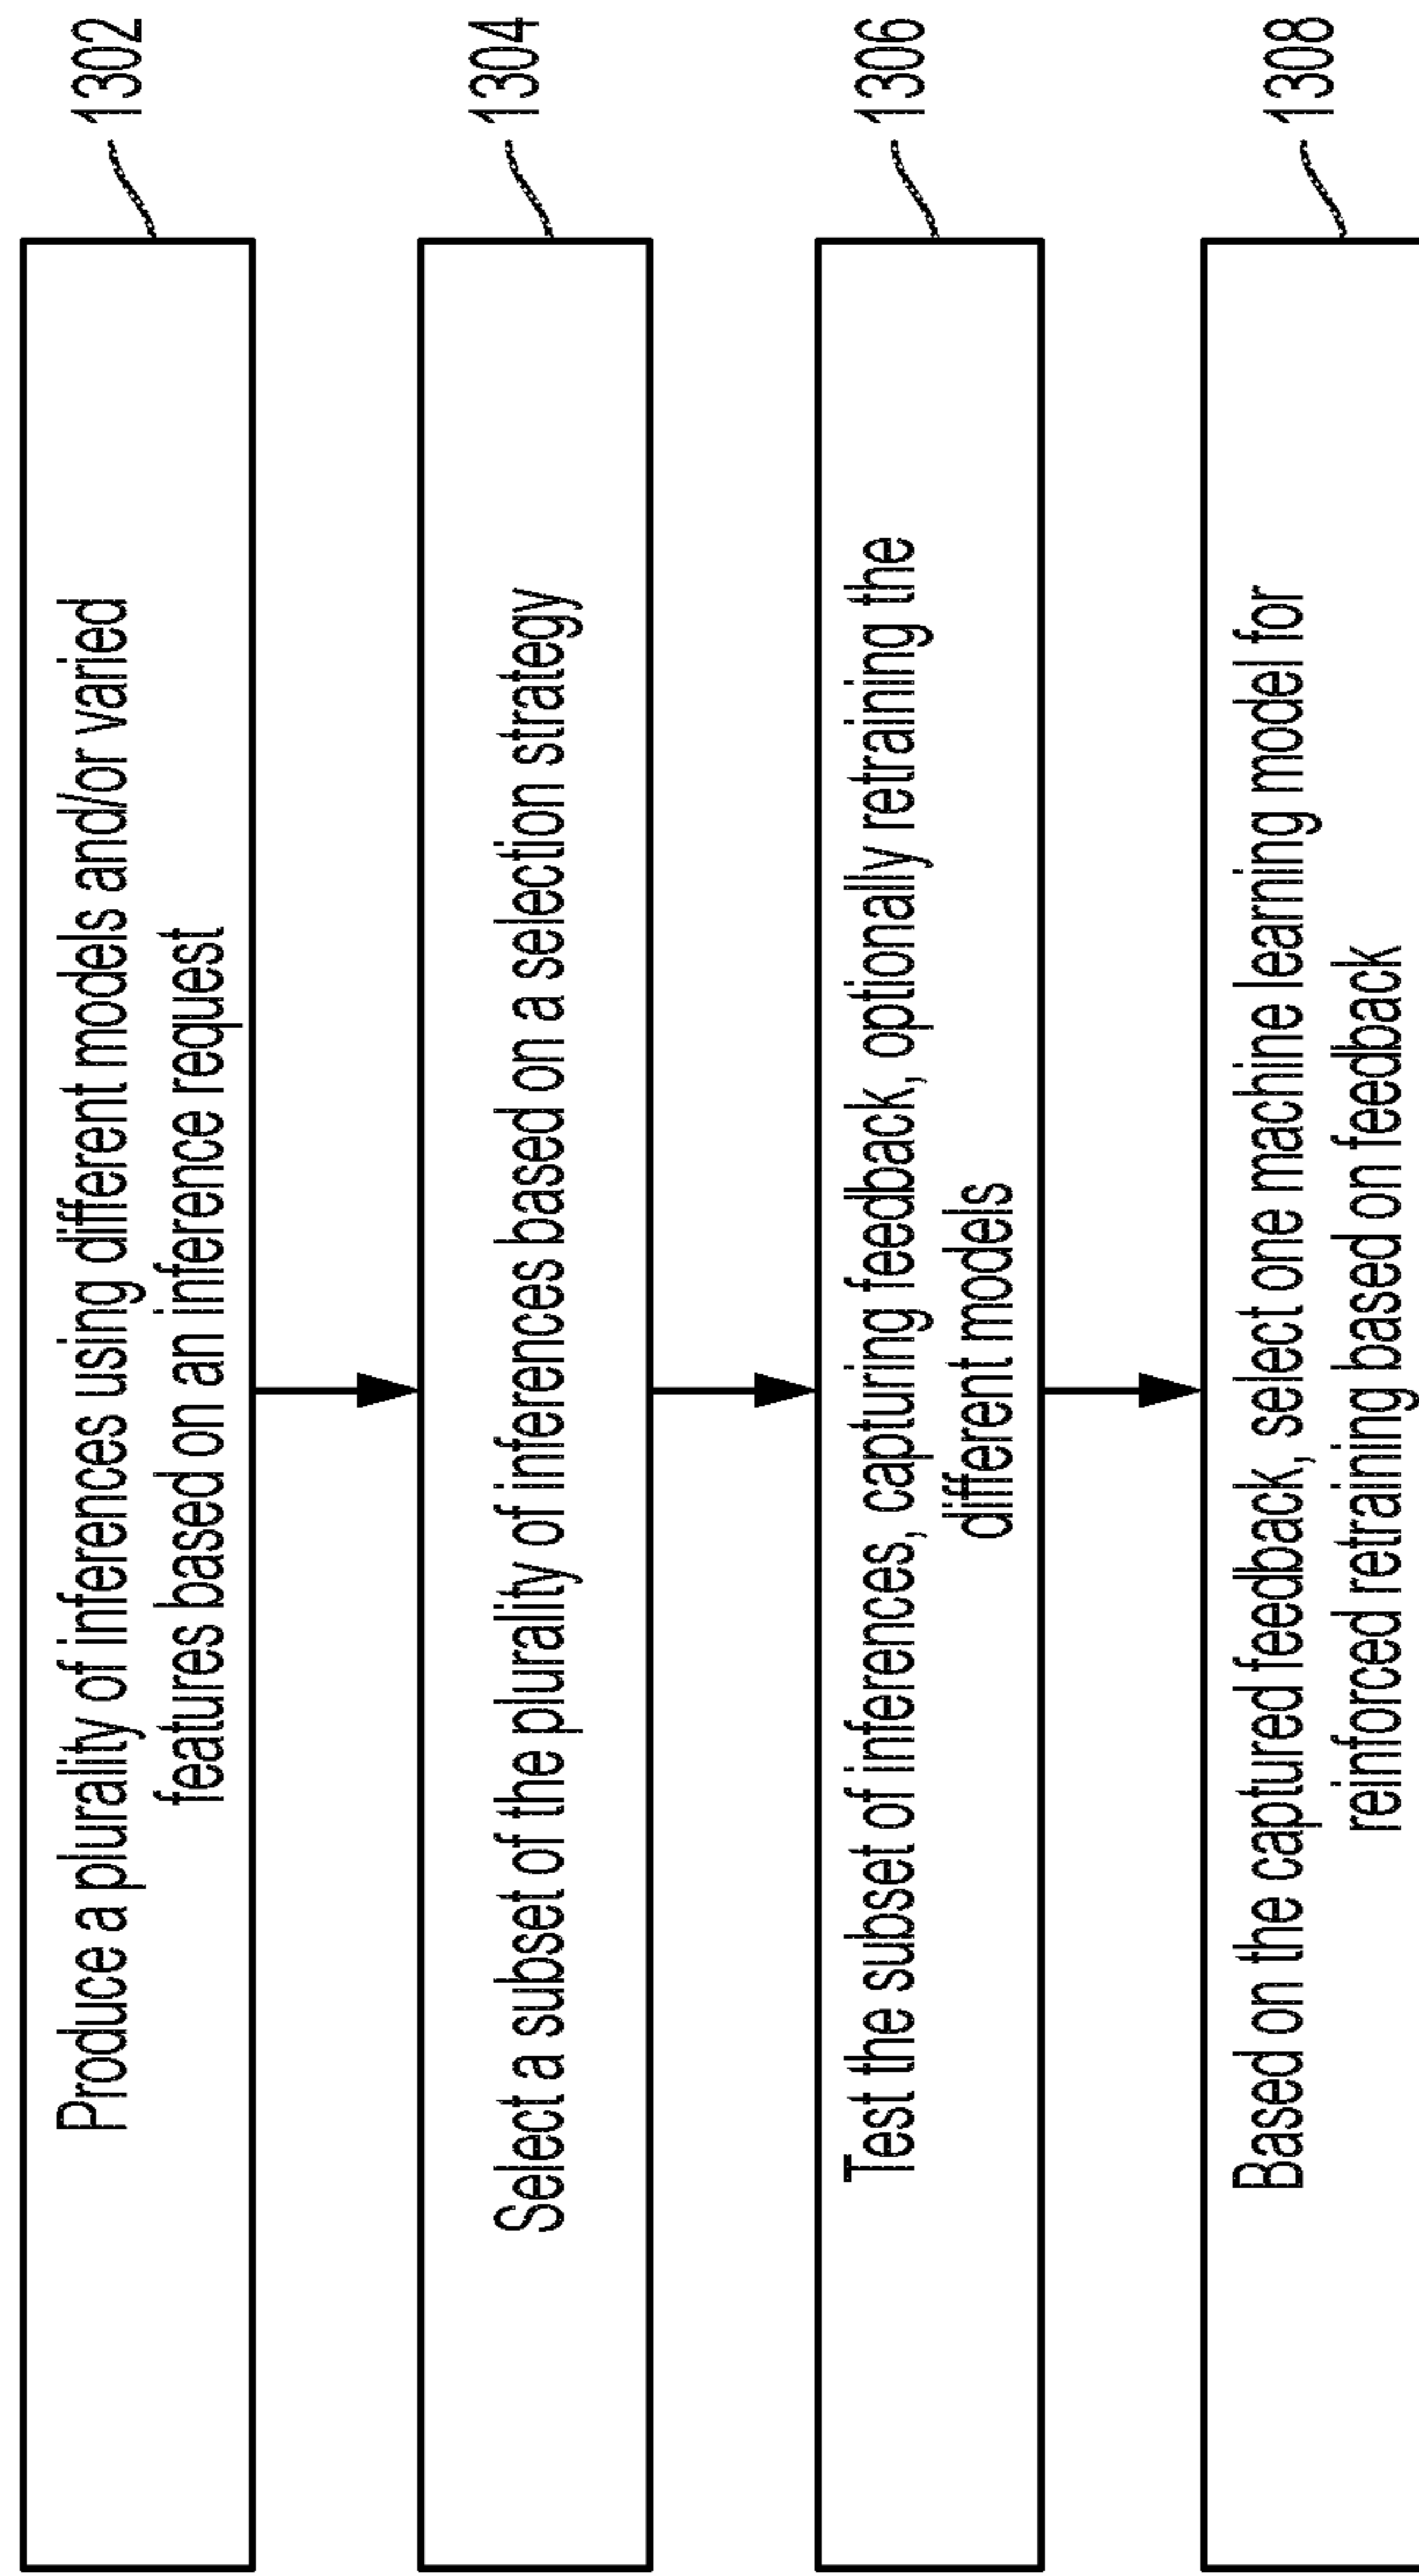 1302
Produce a plurality of inferences using different models and/or varied
features based on an inference request
1304
Select a subset of the plurality of inferences based on a selection strategy
1306
Test the subset of inferences, capturing feedback, optionally retraining the
different models
1308
Based on the captured feedback, select one machine learning model for
reinforced retraining based on feedback